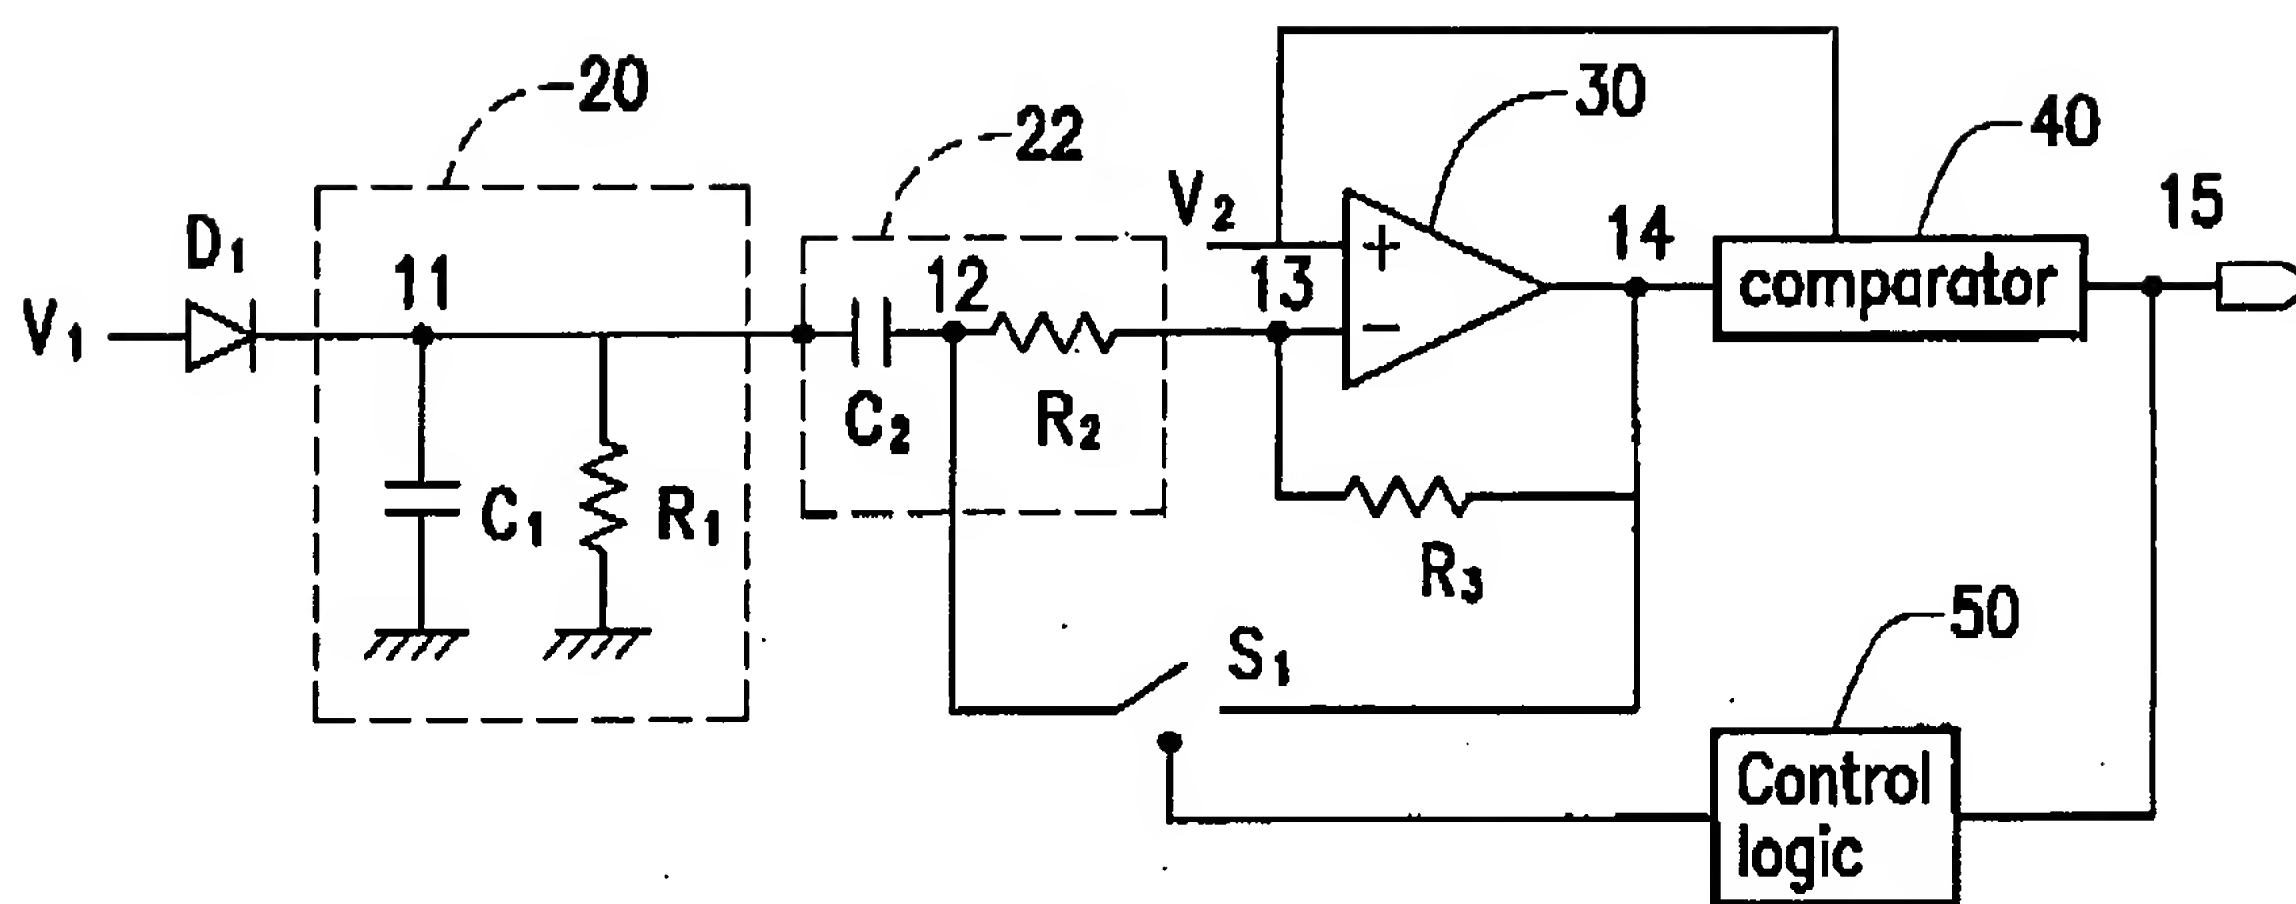 20
22
30
40
15
V₂
14
D₁
11
12
13
+
comparator
V₁
−
C₂
R₂
C₁
R₁
R₃
S₁
50
Control
logic